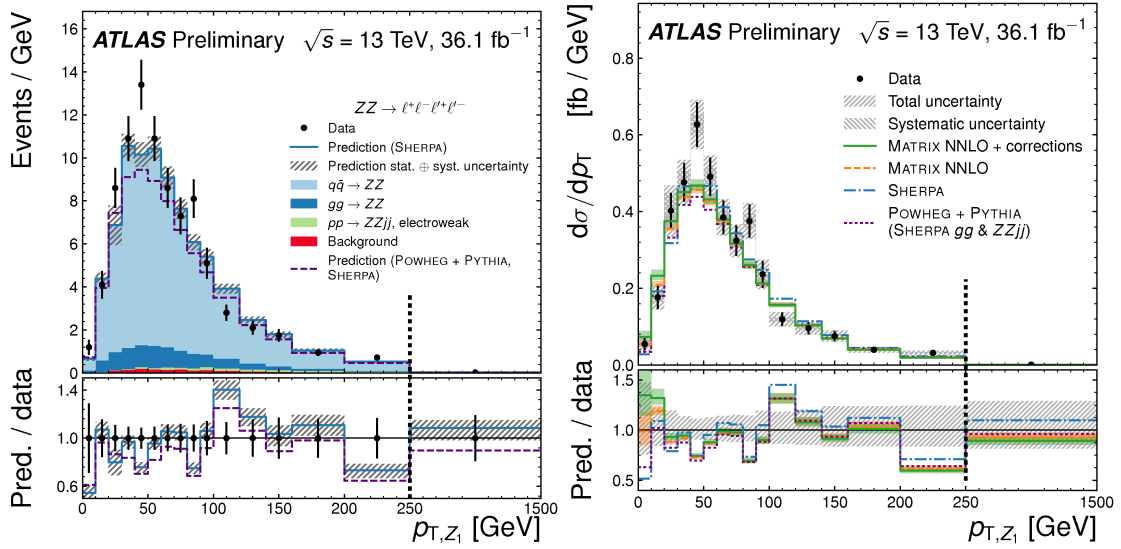 ATLAS Preliminary √s = 13 TeV, 36.1 fb⁻¹
ZZ → ℓ⁺ℓ⁻ℓ′⁺ℓ′⁻
Data
Prediction (SHERPA)
Prediction stat. ⊕ syst. uncertainty
qq̄ → ZZ
gg → ZZ
pp → ZZjj, electroweak
Background
Prediction (POWHEG + PYTHIA,
SHERPA)
Events / GeV
16
14
12
10
8
6
4
2
0
Pred. / data
1.4
1.0
0.6
0 50 100 150 200 250 1500
p_T,Z₁ [GeV]
ATLAS Preliminary √s = 13 TeV, 36.1 fb⁻¹
Data
Total uncertainty
Systematic uncertainty
MATRIX NNLO + corrections
MATRIX NNLO
SHERPA
POWHEG + PYTHIA
(SHERPA gg & ZZjj)
dσ/dp_T [fb / GeV]
0.8
0.6
0.4
0.2
0.0
Pred. / data
1.5
1.0
0.5
0 50 100 150 200 250 1500
p_T,Z₁ [GeV]